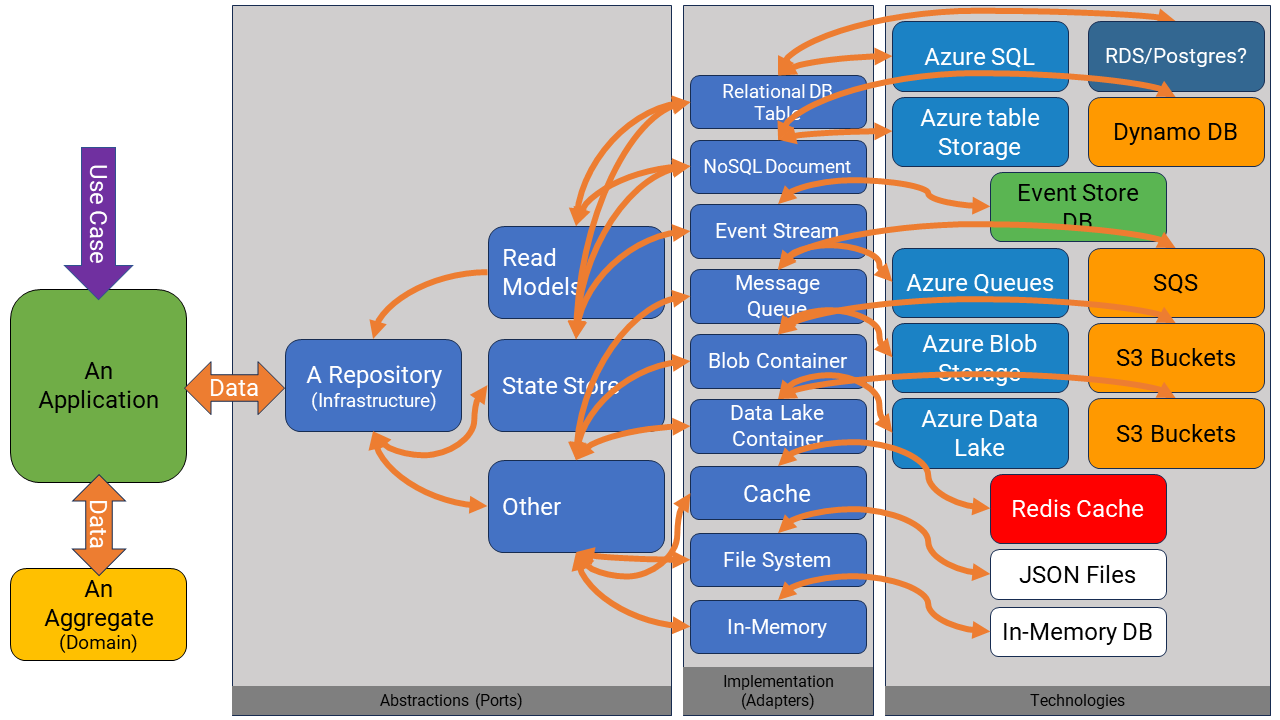 Use Case
An
Application
Data
Data
An
Aggregate
(Domain)
A Repository
(Infrastructure)
Read
Models
State Store
Other
Abstractions (Ports)
Relational DB
Table
NoSQL Document
Event Stream
Message
Queue
Blob Container
Data Lake
Container
Cache
File System
In-Memory
Implementation
(Adapters)
Azure SQL
RDS/Postgres?
Azure table
Storage
Dynamo DB
Event Store
DB
Azure Queues
SQS
Azure Blob
Storage
S3 Buckets
Azure Data
Lake
S3 Buckets
Redis Cache
JSON Files
In-Memory DB
Technologies